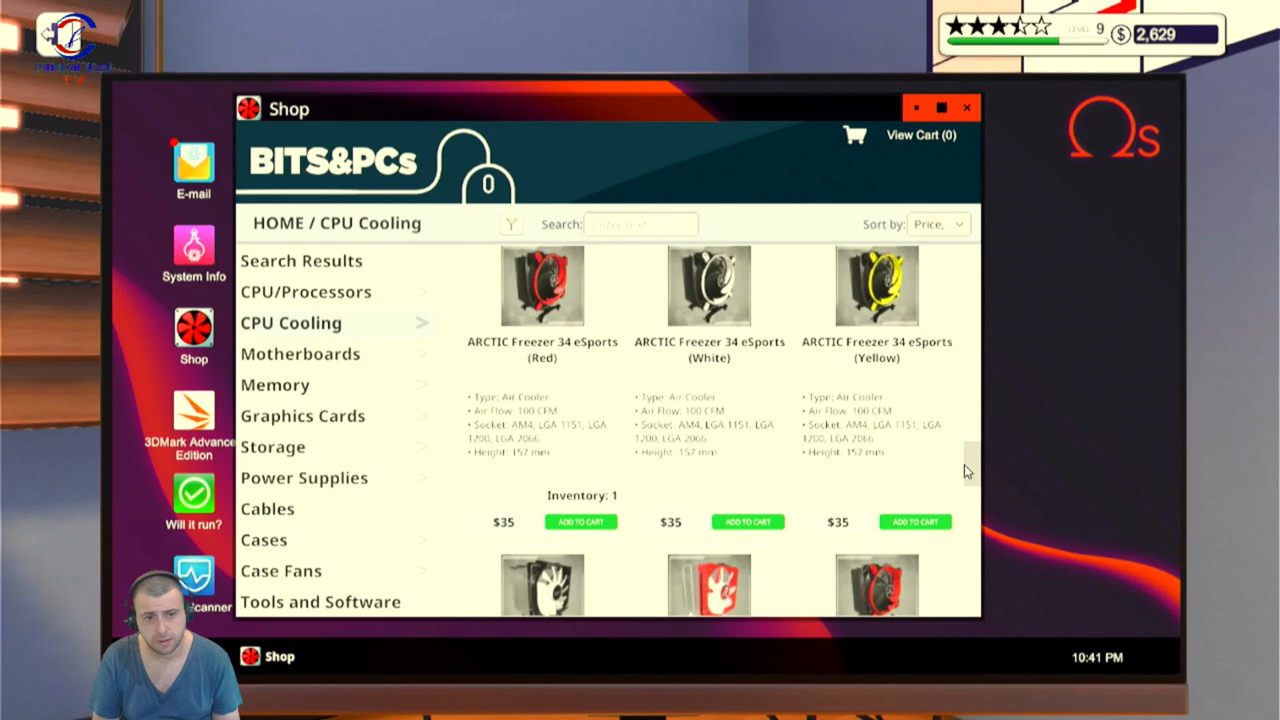 LEVEL 9
$ 2,629
Shop
View Cart (0)
BITS&PCs
HOME / CPU Cooling
Search:
Sort by: Price,
E-mail
System Info
Shop
3DMark Advance
Edition
Will it run?
Search Results
CPU/Processors
CPU Cooling
Motherboards
Memory
Graphics Cards
Storage
Power Supplies
Cables
Cases
Case Fans
Tools and Software
ARCTIC Freezer 34 eSports
(Red)
• Type: Air Cooler
• Air Flow: 100 CFM
• Socket: AM4, LGA 1151, LGA
1200, LGA 2066
• Height: 157 mm
Inventory: 1
$35 ADD TO CART
ARCTIC Freezer 34 eSports
(White)
• Type: Air Cooler
• Air Flow: 100 CFM
• Socket: AM4, LGA 1151, LGA
1200, LGA 2066
• Height: 157 mm
$35 ADD TO CART
ARCTIC Freezer 34 eSports
(Yellow)
• Type: Air Cooler
• Air Flow: 100 CFM
• Socket: AM4, LGA 1151, LGA
1200, LGA 2066
• Height: 157 mm
$35 ADD TO CART
Ωs
Shop
10:41 PM